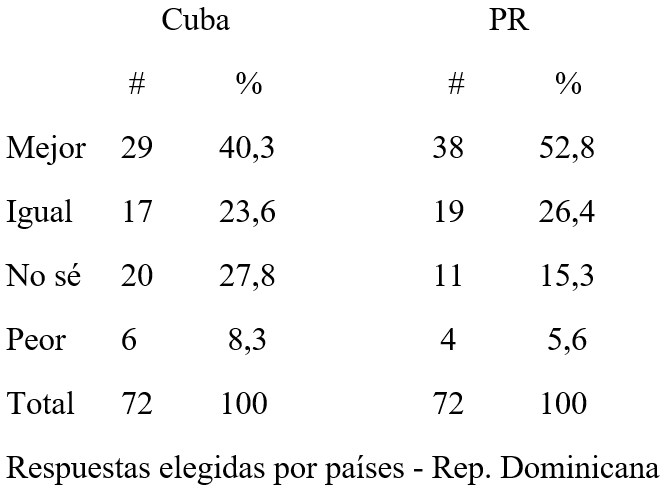 Cuba PR
# % # %
Mejor 29 40,3 38 52,8
Igual 17 23,6 19 26,4
No sé 20 27,8 11 15,3
Peor 6 8,3 4 5,6
Total 72 100 72 100
Respuestas elegidas por países - Rep. Dominicana